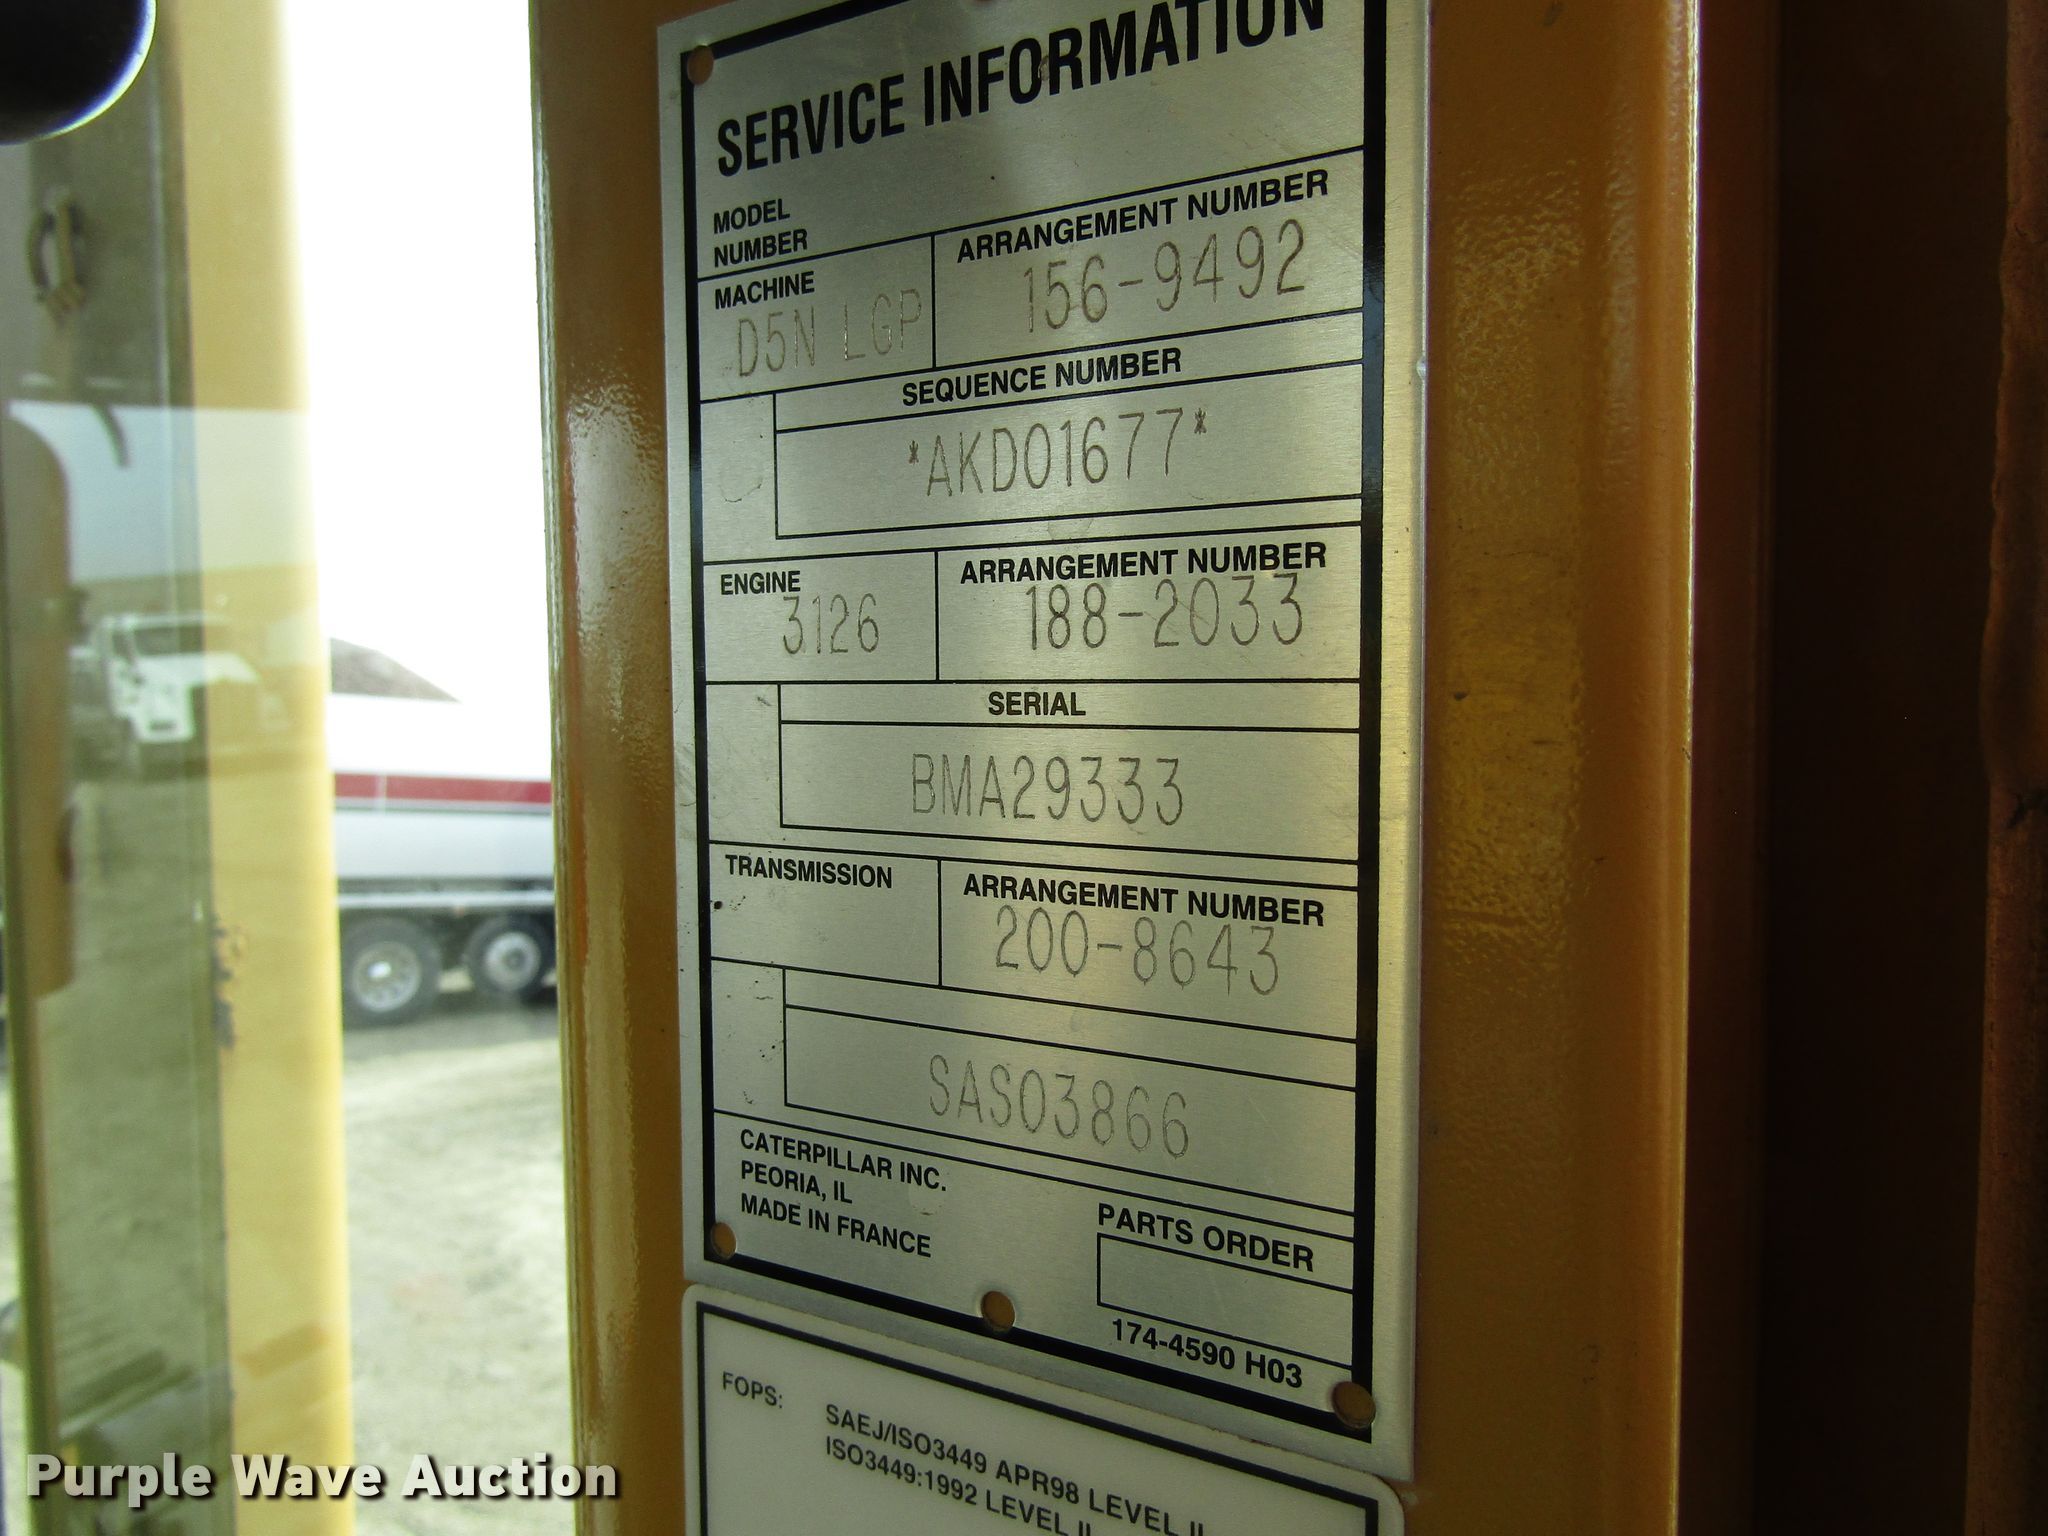 SERVICE INFORMATION
MODEL
NUMBER
MACHINE
D5N LGP
ARRANGEMENT NUMBER
156-9492
SEQUENCE NUMBER
*AKD01677*
ENGINE
3126
ARRANGEMENT NUMBER
188-2033
SERIAL
BMA29333
TRANSMISSION
ARRANGEMENT NUMBER
200-8643
SAS03866
CATERPILLAR INC.
PEORIA, IL
MADE IN FRANCE
PARTS ORDER
174-4590 H03
FOPS:
SAEJ/ISO3449 APR98 LEVEL II
ISO3449:1992 LEVEL II
Purple Wave Auction